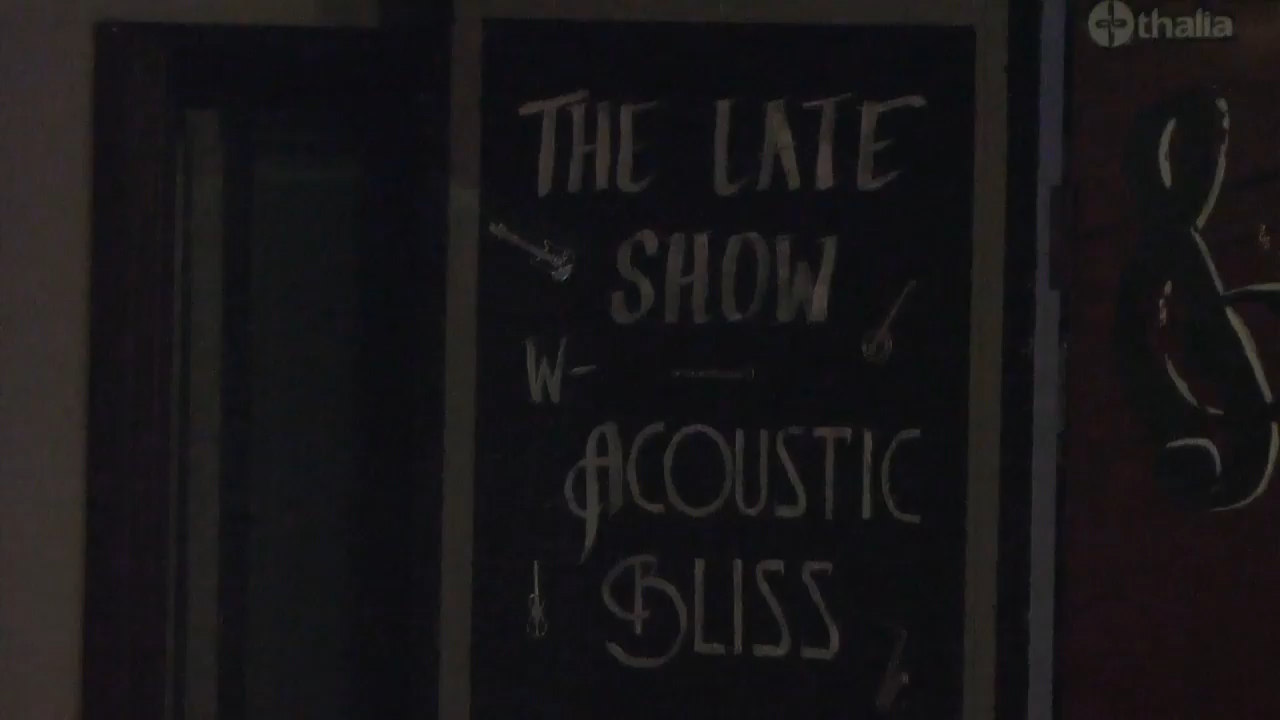 thalia
THE LATE
SHOW
W-
ACOUSTIC
BLISS